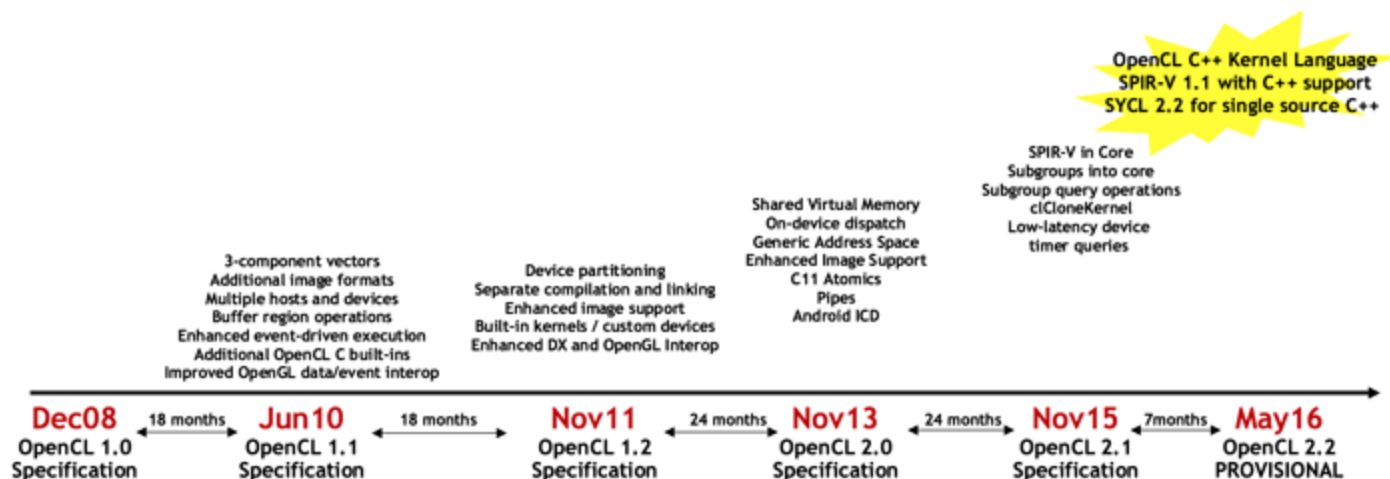 OpenCL C++ Kernel Language
SPIR-V 1.1 with C++ support
SYCL 2.2 for single source C++
SPIR-V in Core
Subgroups into core
Subgroup query operations
clCloneKernel
Low-latency device
timer queries
Shared Virtual Memory
On-device dispatch
Generic Address Space
Enhanced Image Support
C11 Atomics
Pipes
Android ICD
3-component vectors
Additional image formats
Multiple hosts and devices
Buffer region operations
Enhanced event-driven execution
Additional OpenCL C built-ins
Improved OpenGL data/event interop
Device partitioning
Separate compilation and linking
Enhanced image support
Built-in kernels / custom devices
Enhanced DX and OpenGL Interop
Dec08
OpenCL 1.0
Specification
18 months
Jun10
OpenCL 1.1
Specification
18 months
Nov11
OpenCL 1.2
Specification
24 months
Nov13
OpenCL 2.0
Specification
24 months
Nov15
OpenCL 2.1
Specification
7months
May16
OpenCL 2.2
PROVISIONAL